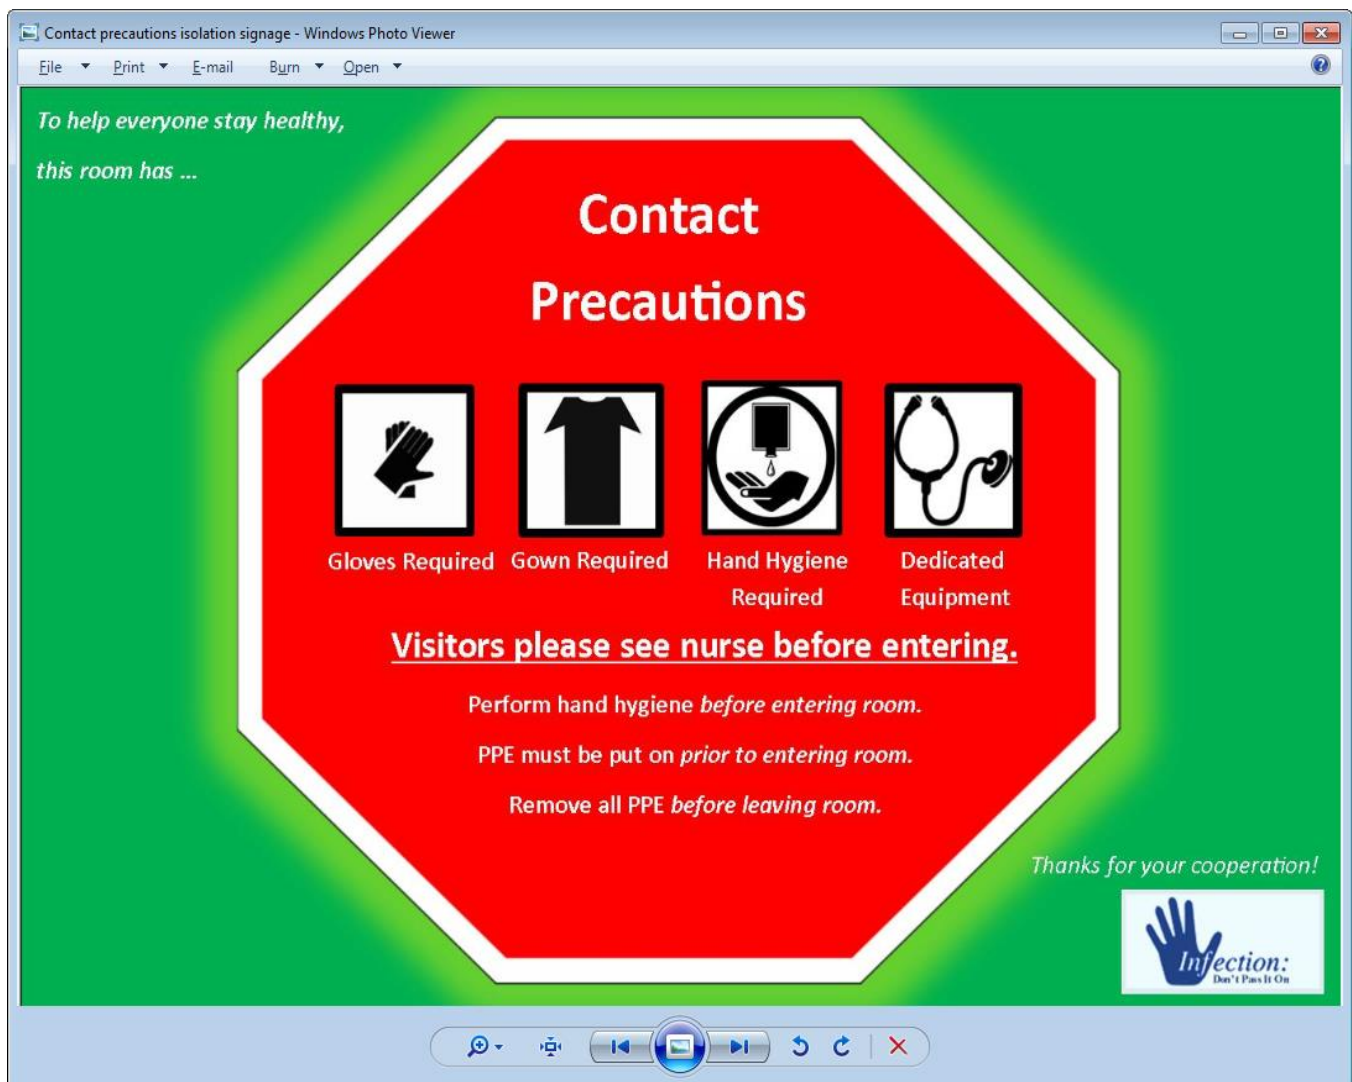 Contact precautions isolation signage - Windows Photo Viewer
File Print E-mail Burn Open
To help everyone stay healthy,
this room has ...
Contact
Precautions
Gloves Required Gown Required Hand Hygiene Required Dedicated Equipment
Visitors please see nurse before entering.
Perform hand hygiene before entering room.
PPE must be put on prior to entering room.
Remove all PPE before leaving room.
Thanks for your cooperation!
Infection:
Don't Pass It On